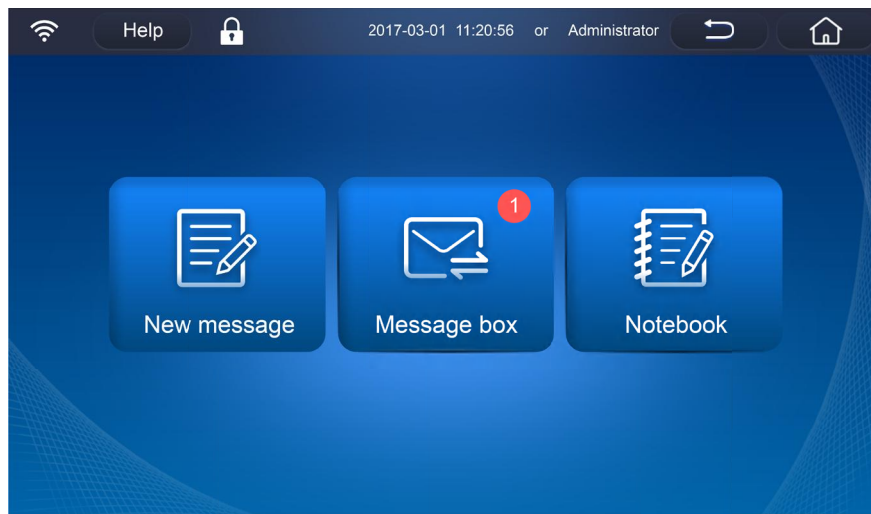 Help 2017-03-01 11:20:56 or Administrator
1
New message Message box Notebook